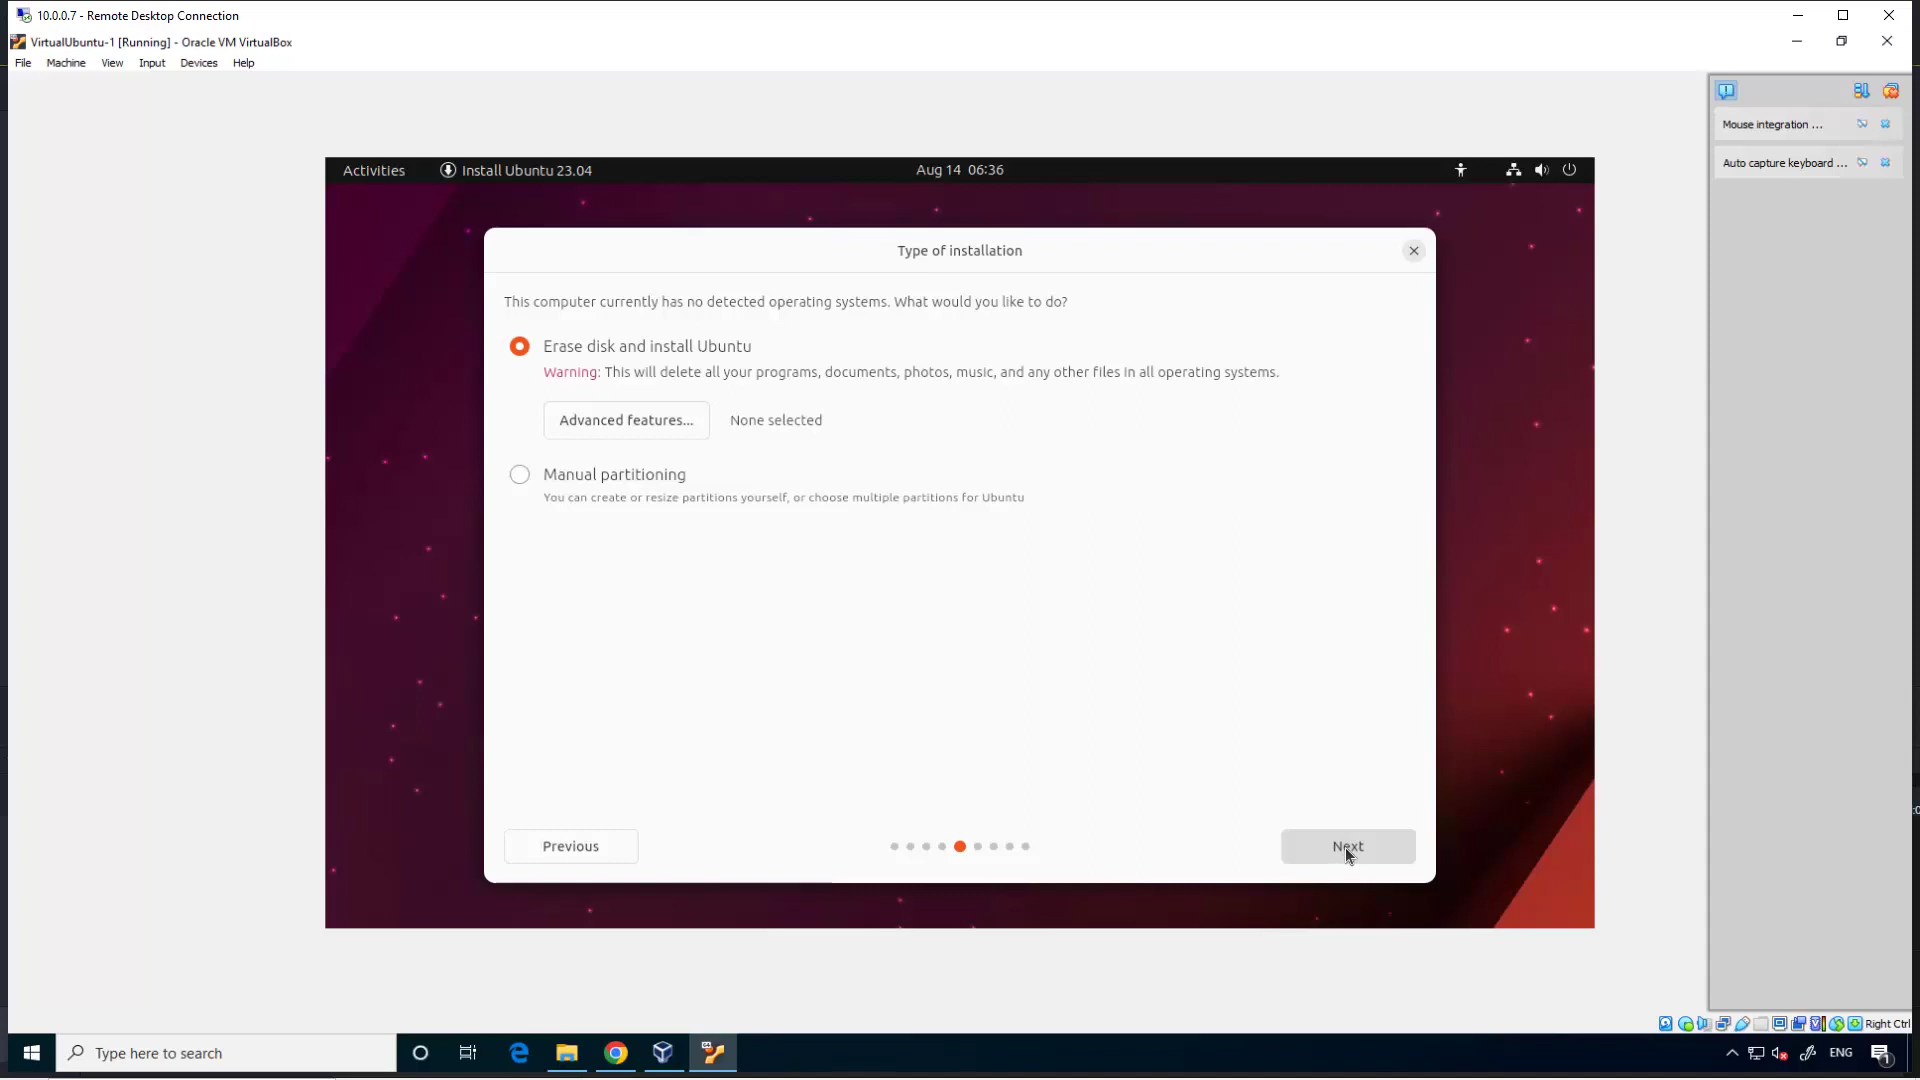 10.0.0.7 - Remote Desktop Connection
VirtualUbuntu-1 [Running] - Oracle VM VirtualBox
File Machine View Input Devices Help
Mouse integration ...
Auto capture keyboard ...
Activities Install Ubuntu 23.04 Aug 14 06:36
Type of installation
This computer currently has no detected operating systems. What would you like to do?
Erase disk and install Ubuntu
Warning: This will delete all your programs, documents, photos, music, and any other files in all operating systems.
Advanced features... None selected
Manual partitioning
You can create or resize partitions yourself, or choose multiple partitions for Ubuntu
Previous Next
Right Ctrl
Type here to search ENG 1